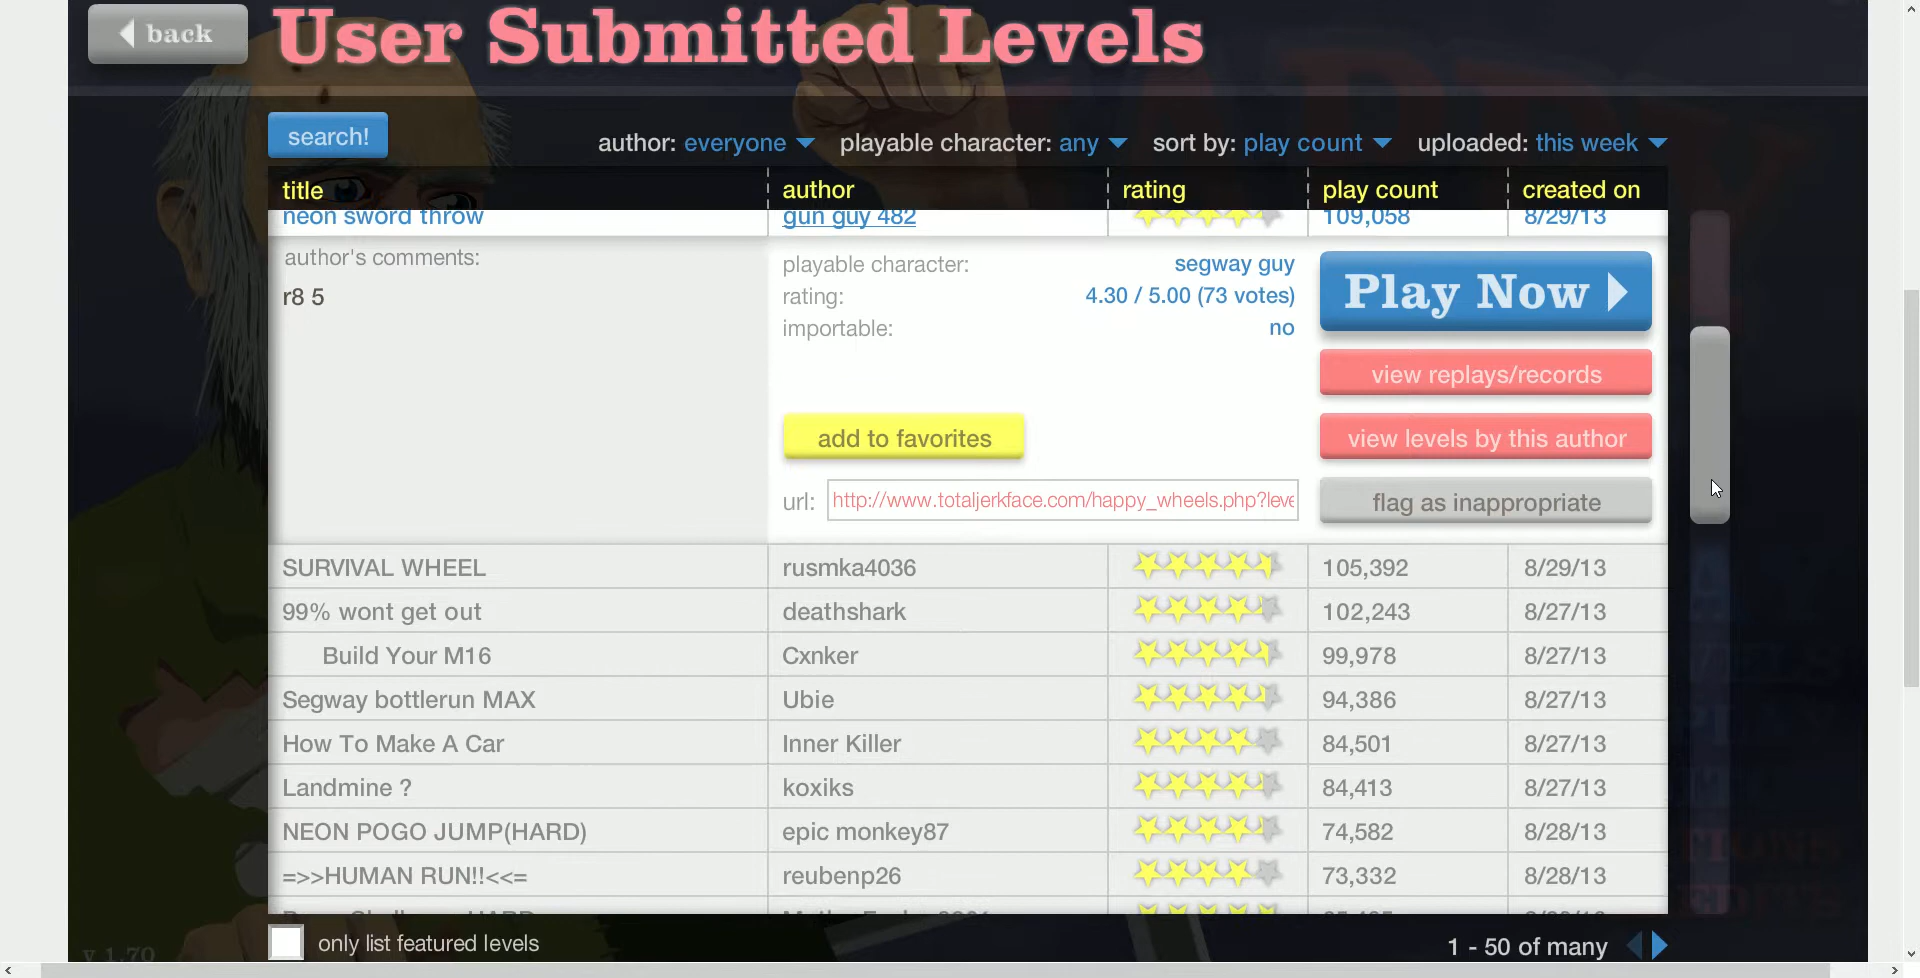 back
User Submitted Levels
search!
author: everyone playable character: any sort by: play count uploaded: this week
title author rating play count created on
neon sword throw gun guy 482 109,058 8/29/13
author's comments:
r8 5
playable character: segway guy
rating: 4.30 / 5.00 (73 votes)
importable: no
Play Now
view replays/records
add to favorites
view levels by this author
url: http://www.totaljerkface.com/happy_wheels.php?leve
flag as inappropriate
SURVIVAL WHEEL rusmka4036 105,392 8/29/13
99% wont get out deathshark 102,243 8/27/13
Build Your M16 Cxnker 99,978 8/27/13
Segway bottlerun MAX Ubie 94,386 8/27/13
How To Make A Car Inner Killer 84,501 8/27/13
Landmine ? koxiks 84,413 8/27/13
NEON POGO JUMP(HARD) epic monkey87 74,582 8/28/13
=>>HUMAN RUN!!<<= reubenp26 73,332 8/28/13
only list featured levels
1 - 50 of many
v 1.70